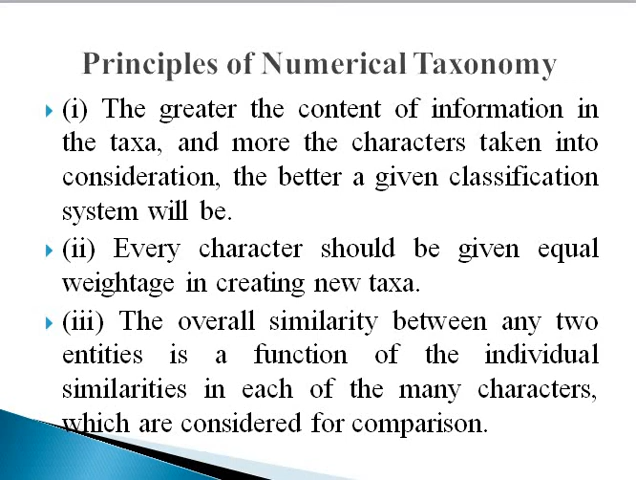 Principles of Numerical Taxonomy
(i) The greater the content of information in
the taxa, and more the characters taken into
consideration, the better a given classification
system will be.
(ii) Every character should be given equal
weightage in creating new taxa.
(iii) The overall similarity between any two
entities is a function of the individual
similarities in each of the many characters,
which are considered for comparison.